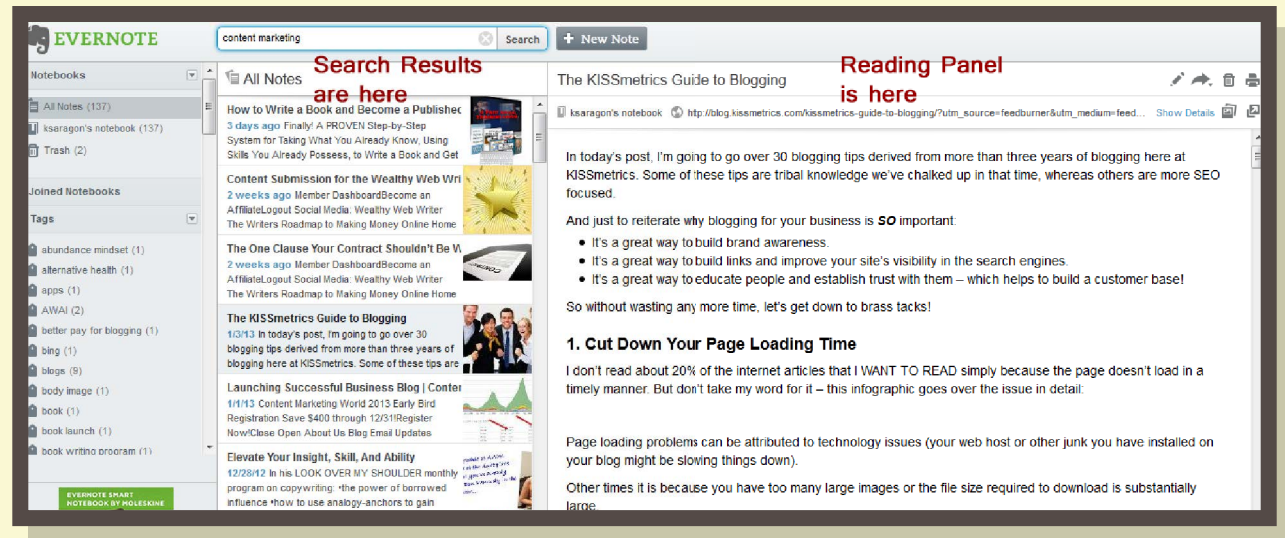 EVERNOTE
content marketing
Search
+ New Note
Notebooks
All Notes (137)
ksaragon's notebook (137)
Trash (2)
Joined Notebooks
Tags
abundance mindset (1)
alternative health (1)
apps (1)
AWAI (2)
better pay for blogging (1)
bing (1)
blogs (9)
body image (1)
book (1)
book launch (1)
book writing program (1)
EVERNOTE SMART
NOTEBOOK BY MOLESKINE
All Notes
Search Results
are here
How to Write a Book and Become a Published
3 days ago Finally! A PROVEN Step-by-Step
System for Taking What You Already Know, Using
Skills You Already Possess, to Write a Book and Get
Content Submission for the Wealthy Web Wri
2 weeks ago Member DashboardBecome an
AffiliateLogout Social Media: Wealthy Web Writer
The Writers Roadmap to Making Money Online Home
The One Clause Your Contract Shouldn't Be W
2 weeks ago Member DashboardBecome an
AffiliateLogout Social Media: Wealthy Web Writer
The Writers Roadmap to Making Money Online Home
CONTRACT
The KISSmetrics Guide to Blogging
1/3/13 In today's post, I'm going to go over 30
blogging tips derived from more than three years of
blogging here at KISSmetrics. Some of these tips are
Launching Successful Business Blog | Conter
1/1/13 Content Marketing World 2013 Early Bird
Registration Save $400 through 12/31!Register
Now!Close Open About Us Blog Email Updates
Elevate Your Insight, Skill, And Ability
12/28/12 In his LOOK OVER MY SHOULDER monthly
program on copywriting: •the power of borrowed
influence •how to use analogy-anchors to gain
The KISSmetrics Guide to Blogging
Reading Panel
is here
ksaragon's notebook http://blog.kissmetrics.com/kissmetrics-guide-to-blogging/?utm_source=feedburner&utm_medium=feed... Show Details
In today's post, I'm going to go over 30 blogging tips derived from more than three years of blogging here at
KISSmetrics. Some of these tips are tribal knowledge we've chalked up in that time, whereas others are more SEO
focused.
And just to reiterate why blogging for your business is SO important:
• It's a great way to build brand awareness.
• It's a great way to build links and improve your site's visibility in the search engines.
• It's a great way to educate people and establish trust with them – which helps to build a customer base!
So without wasting any more time, let's get down to brass tacks!
1. Cut Down Your Page Loading Time
I don't read about 20% of the internet articles that I WANT TO READ simply because the page doesn't load in a
timely manner. But don't take my word for it – this infographic goes over the issue in detail:
Page loading problems can be attributed to technology issues (your web host or other junk you have installed on
your blog might be slowing things down).
Other times it is because you have too many large images or the file size required to download is substantially
large.